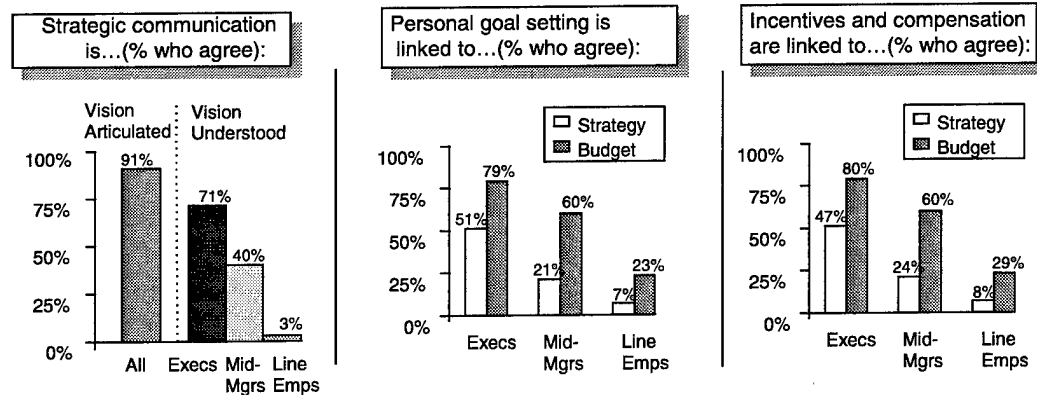 Strategic communication
is...(% who agree):
Vision
Articulated
Vision
Understood
100%
75%
50%
25%
0%
91%
71%
40%
3%
All
Execs
Mid-
Mgrs
Line
Emps
Personal goal setting is
linked to...(% who agree):
Strategy
Budget
100%
75%
50%
25%
0%
51%
79%
21%
60%
7%
23%
Execs
Mid-
Mgrs
Line
Emps
Incentives and compensation
are linked to...(% who agree):
Strategy
Budget
100%
75%
50%
25%
0%
47%
80%
24%
60%
8%
29%
Execs
Mid-
Mgrs
Line
Emps